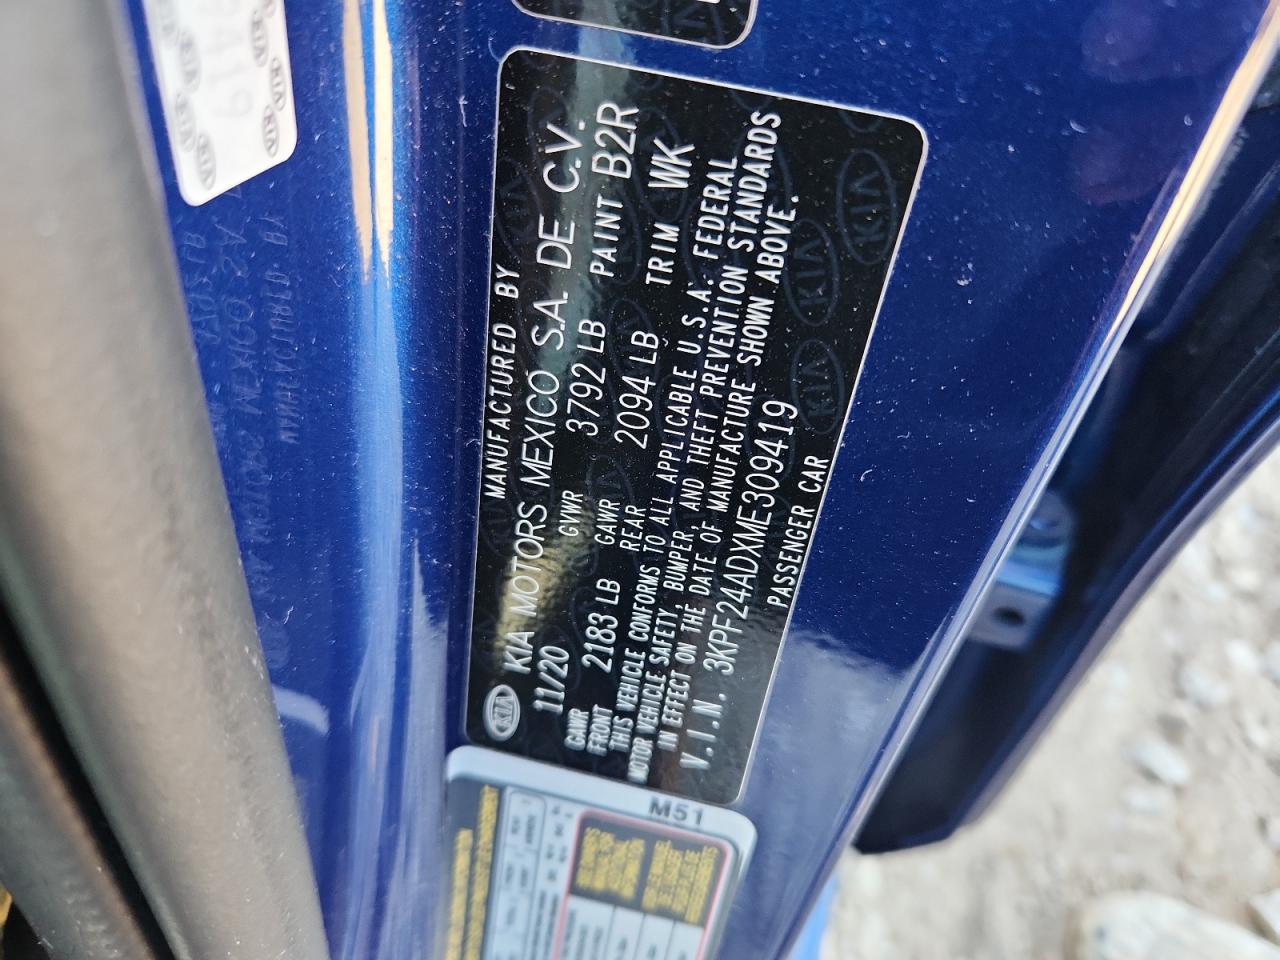 MANUFACTURED BY
KIA KIA MOTORS MEXICO S.A. DE C.V.
11/20 GVWR 3792 LB PAINT B2R
GAWR FRONT 2183 LB GAWR REAR 2094 LB TRIM WK
THIS VEHICLE CONFORMS TO ALL APPLICABLE U.S.A. FEDERAL
MOTOR VEHICLE SAFETY, BUMPER, AND THEFT PREVENTION STANDARDS
IN EFFECT ON THE DATE OF MANUFACTURE SHOWN ABOVE.
V.I.N. 3KPF24ADXME309419
PASSENGER CAR
M51